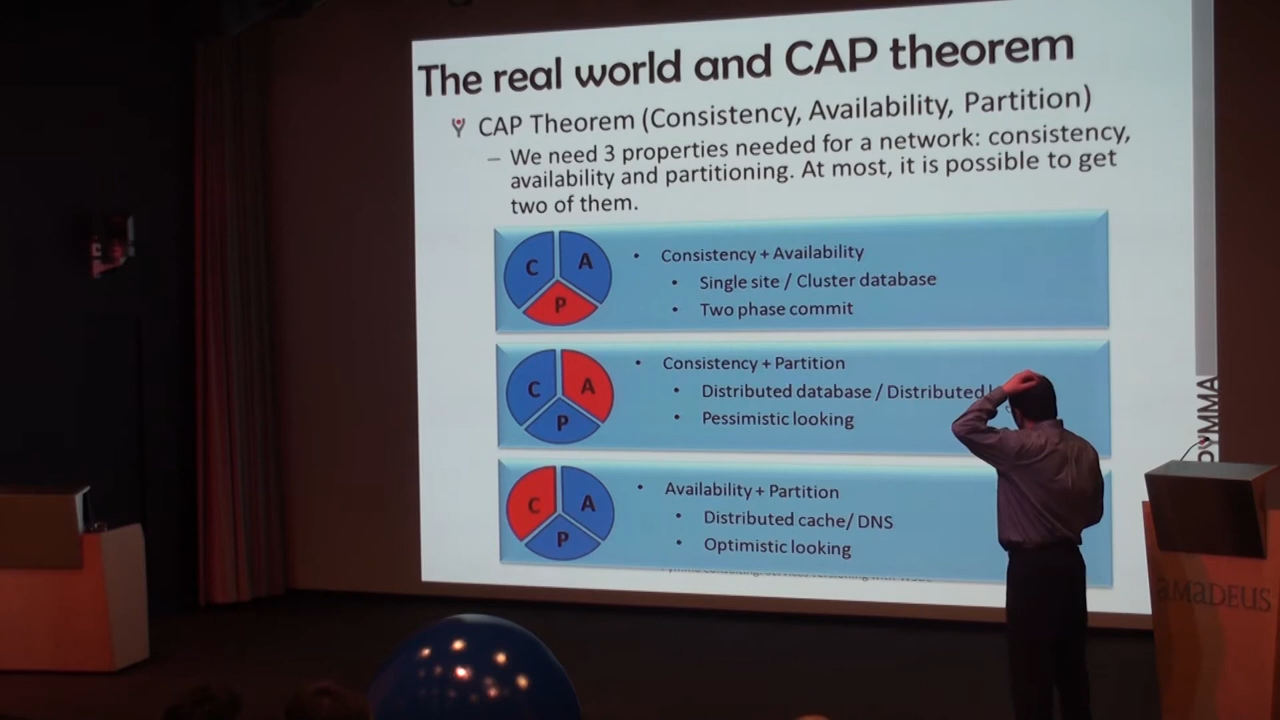 The real world and CAP theorem
CAP Theorem (Consistency, Availability, Partition)
– We need 3 properties needed for a network: consistency,
availability and partitioning. At most, it is possible to get
two of them.
C A P
• Consistency + Availability
• Single site / Cluster database
• Two phase commit
C A P
• Consistency + Partition
• Distributed database / Distributed
• Pessimistic looking
C A P
• Availability + Partition
• Distributed cache/ DNS
• Optimistic looking
PYMMA
amadeus